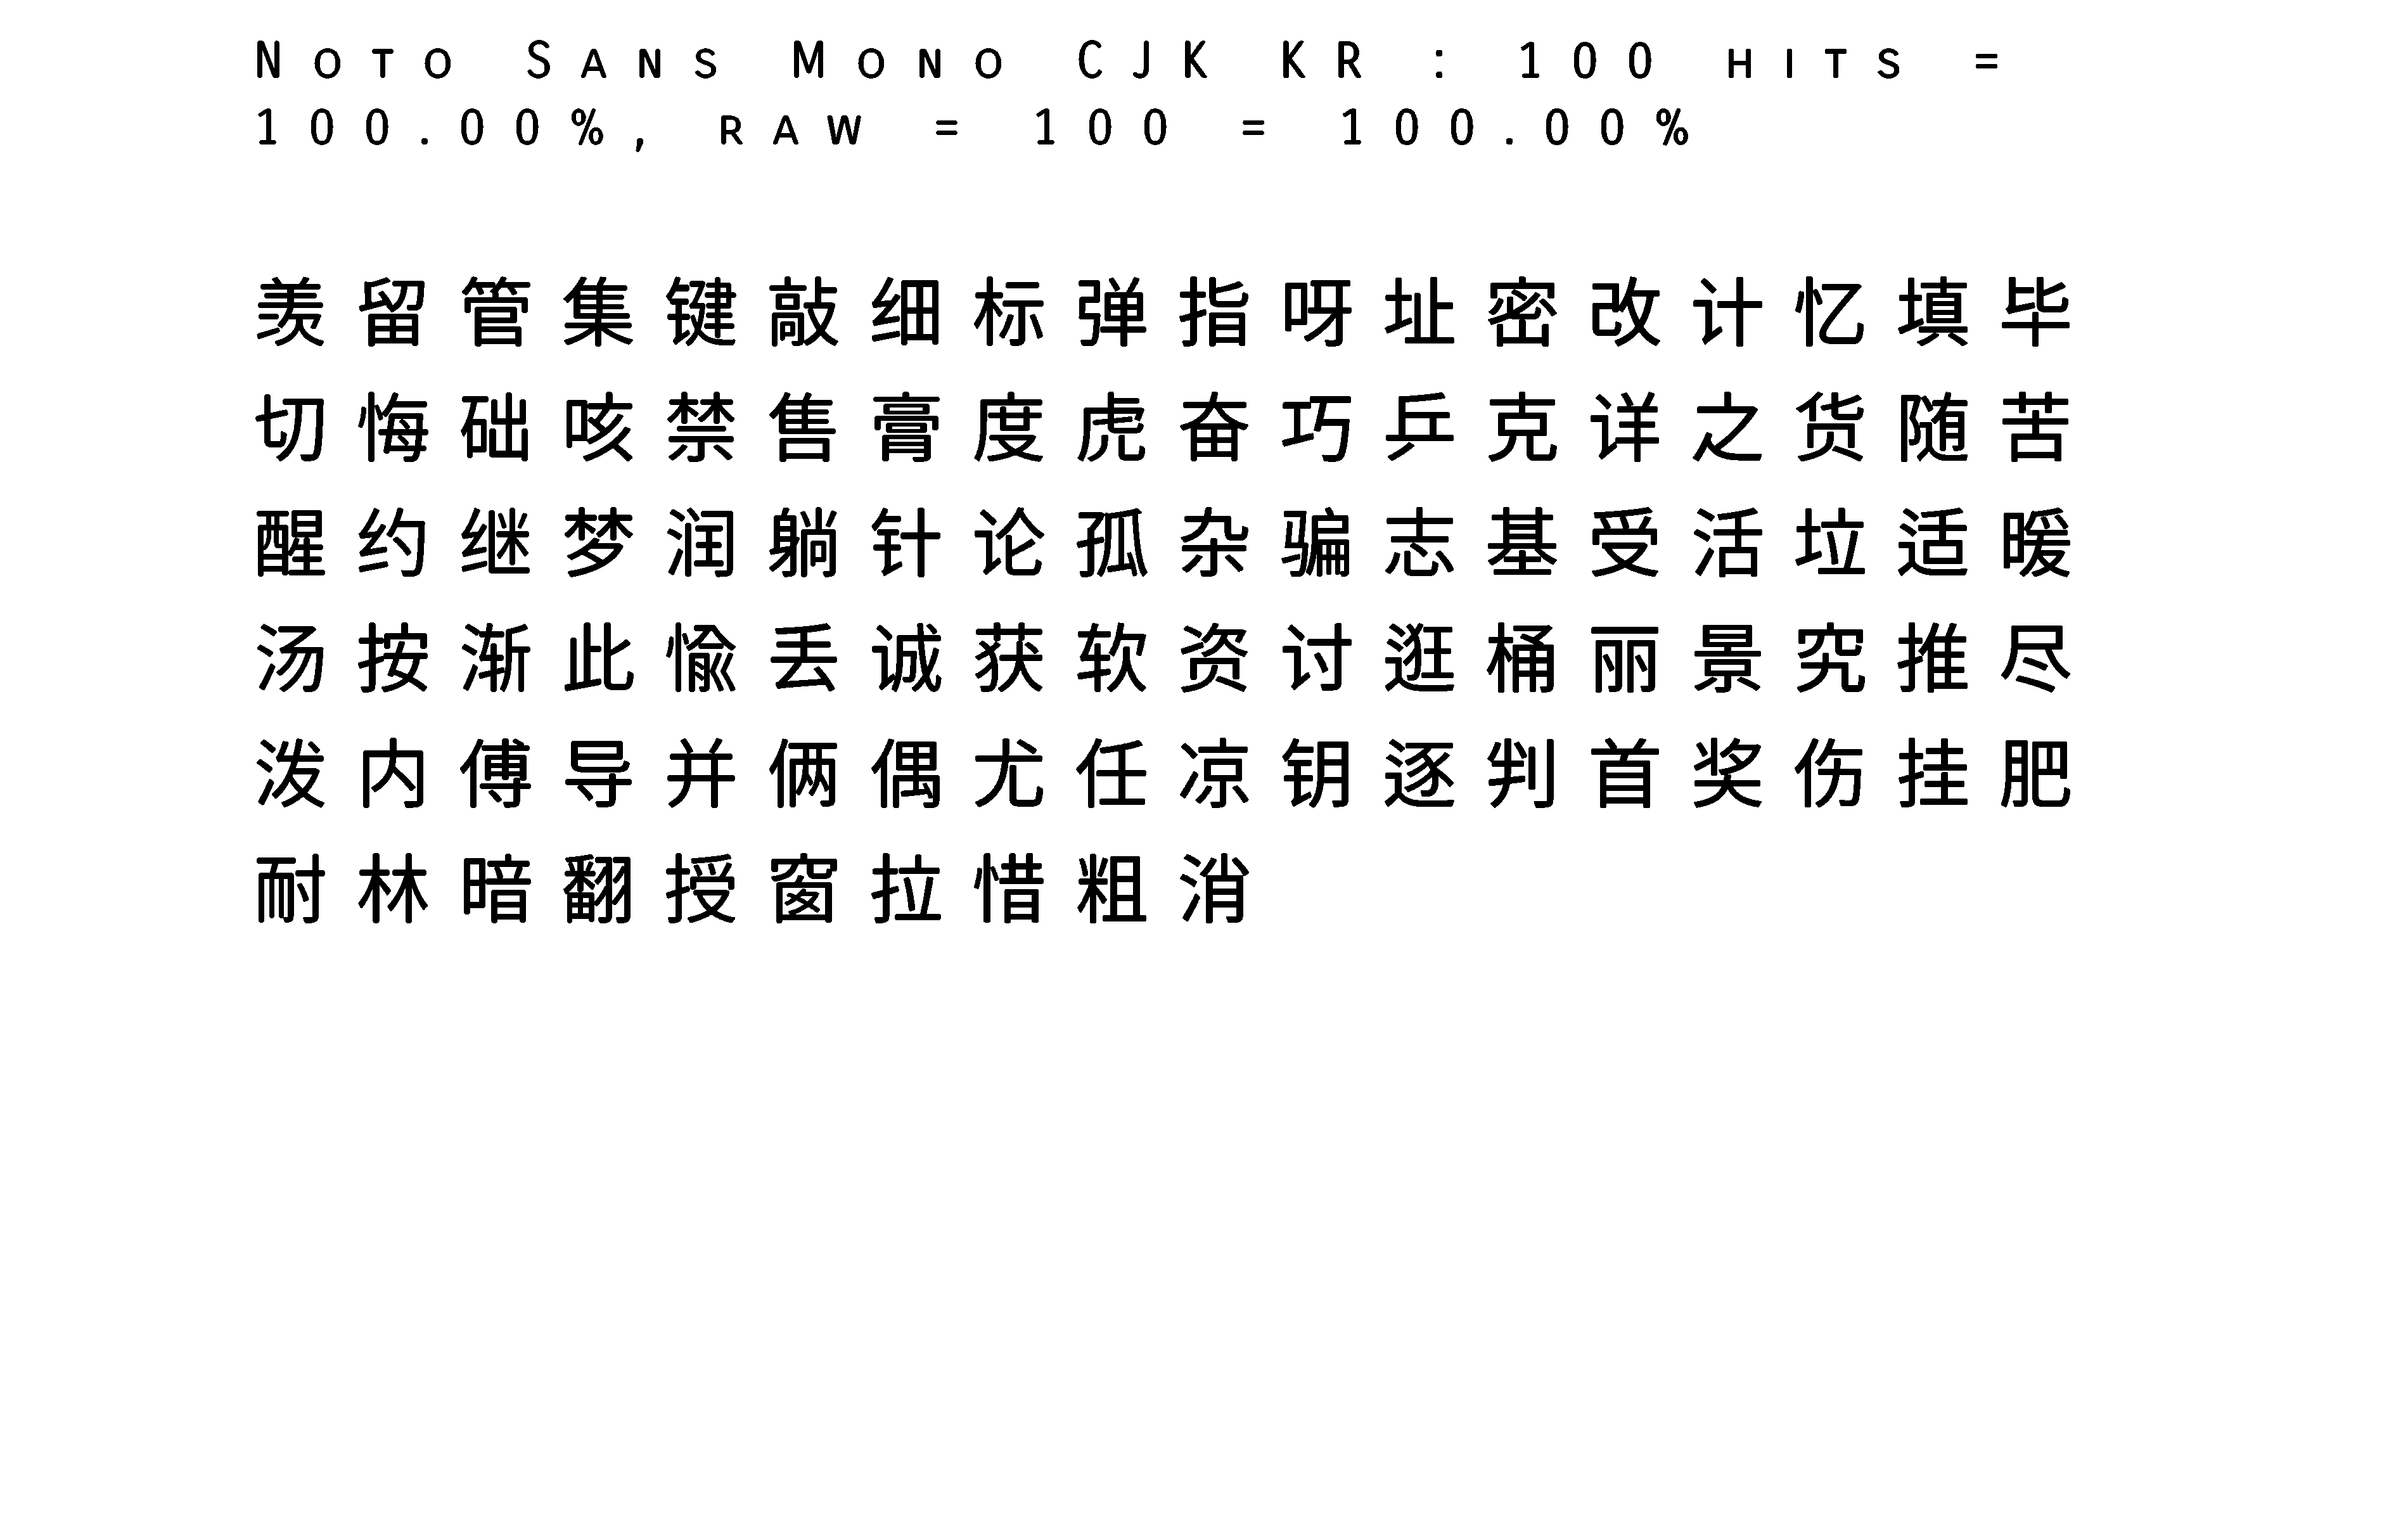 Noto Sans Mono CJK KR : 100 hits =
100.00%, raw = 100 = 100.00%
羡留管集键敲细标弹指呀址密改计忆填毕
切悔础咳禁售膏度虎奋巧乒克详之货随苦
醒约继梦润躺针论孤杂骗志基受活垃适暖
汤按渐此愉丢诚获软资讨逛桶丽景究推尽
泼内傅导并俩偶尤任凉钥逐判首奖伤挂肥
耐林暗翻授窗拉惜粗消